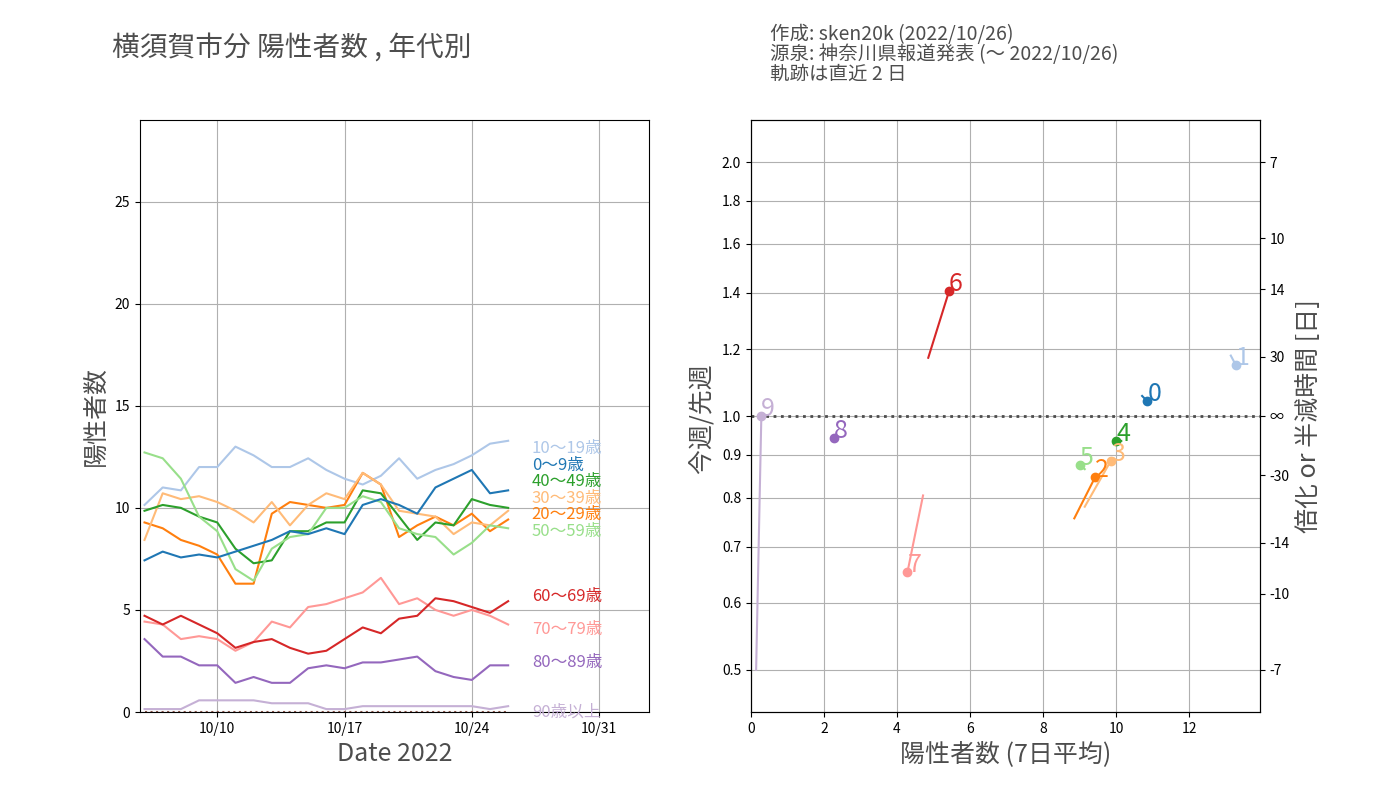 横須賀市分 陽性者数 , 年代別
作成: sken20k (2022/10/26)
源泉: 神奈川県報道発表 (〜 2022/10/26)
軌跡は直近 2 日
陽性者数
25
20
15
10
5
0
10/10
10/17
10/24
10/31
Date 2022
10〜19歳
0〜9歳
40〜49歳
30〜39歳
20〜29歳
50〜59歳
60〜69歳
70〜79歳
80〜89歳
90歳以上
今週/先週
2.0
1.8
1.6
1.4
1.2
1.0
0.9
0.8
0.7
0.6
0.5
0
2
4
6
8
10
12
陽性者数 (7日平均)
6
1
0
9
8
4
5
3
2
7
7
10
14
30
∞
-30
-14
-10
-7
倍化 or 半減時間 [日]